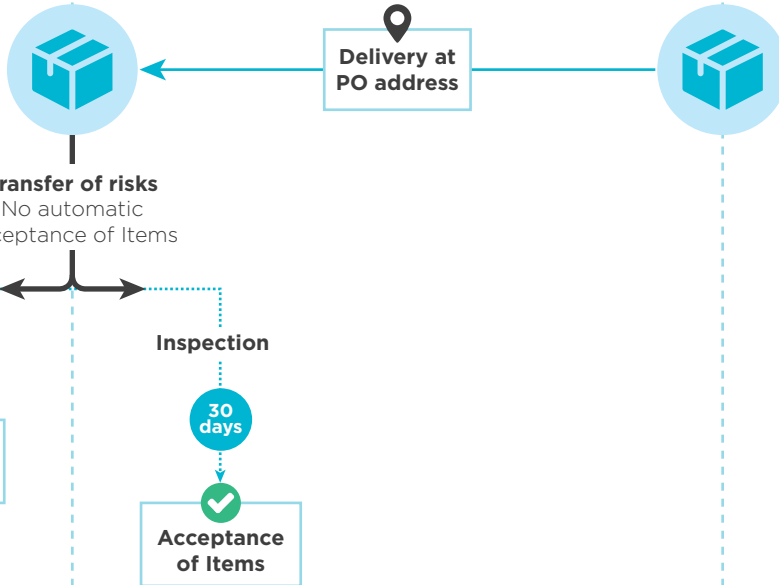 Delivery at
PO address
ransfer of risks
No automatic
ceptance of Items
Inspection
30
days
Acceptance
of Items